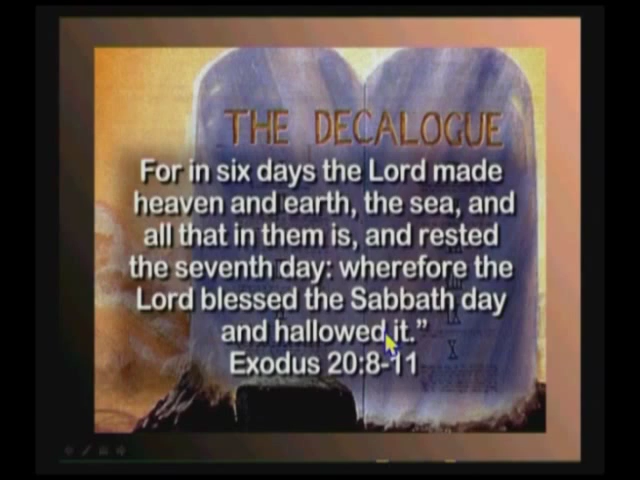 THE DECALOGUE
For in six days the Lord made
heaven and earth, the sea, and
all that in them is, and rested
the seventh day: wherefore the
Lord blessed the Sabbath day
and hallowed it.”
Exodus 20:8-11
X